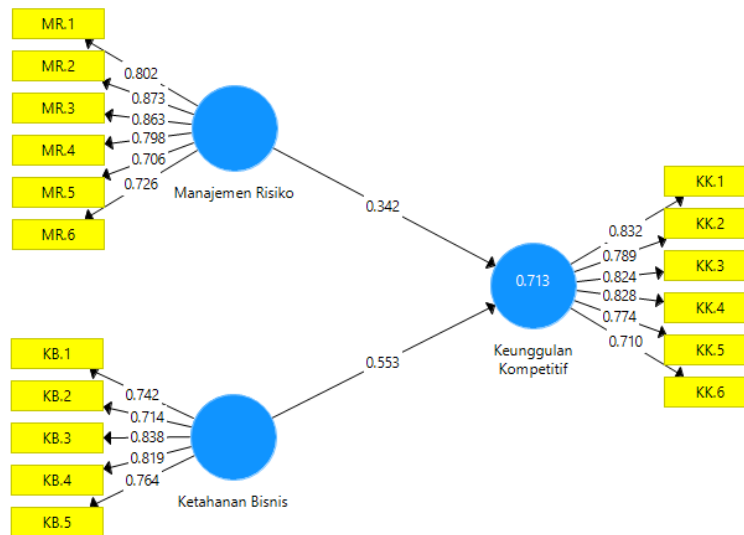 MR.1
MR.2
MR.3
MR.4
MR.5
MR.6
0.802
0.873
0.863
0.798
0.706
0.726
Manajemen Risiko
0.342
KB.1
KB.2
KB.3
KB.4
KB.5
0.742
0.714
0.838
0.819
0.764
Ketahanan Bisnis
0.553
0.713
Keunggulan
Kompetitif
0.832
0.789
0.824
0.828
0.774
0.710
KK.1
KK.2
KK.3
KK.4
KK.5
KK.6